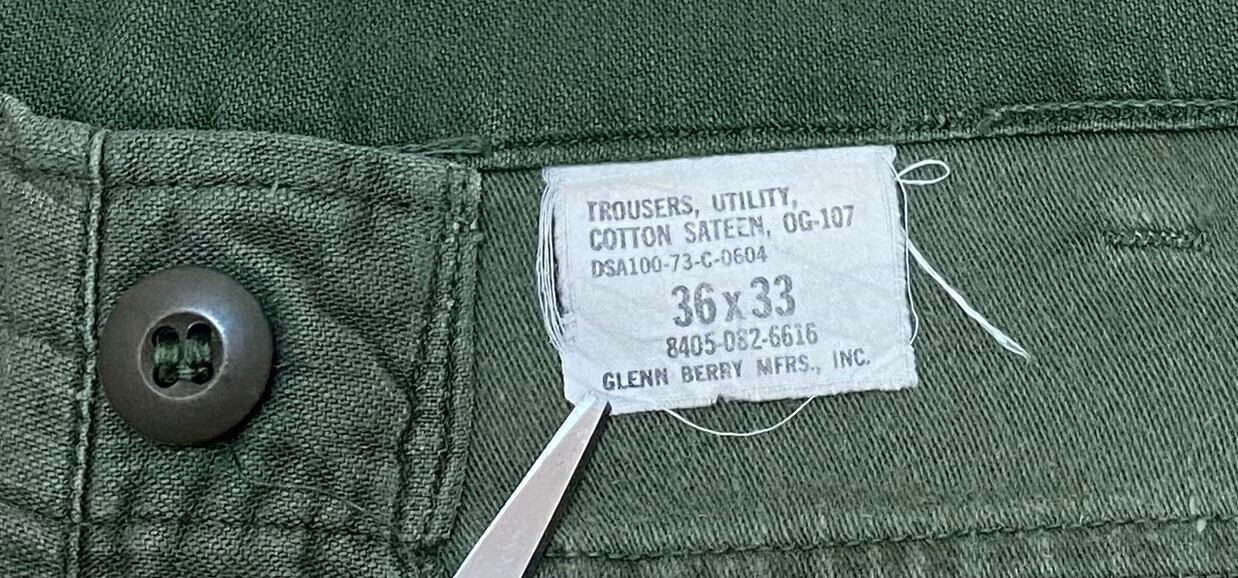 TROUSERS, UTILITY,
COTTON SATEEN, OG-107
DSA100-73-C-0604
36 x 33
8405-082-6616
GLENN BERRY MFRS., INC.